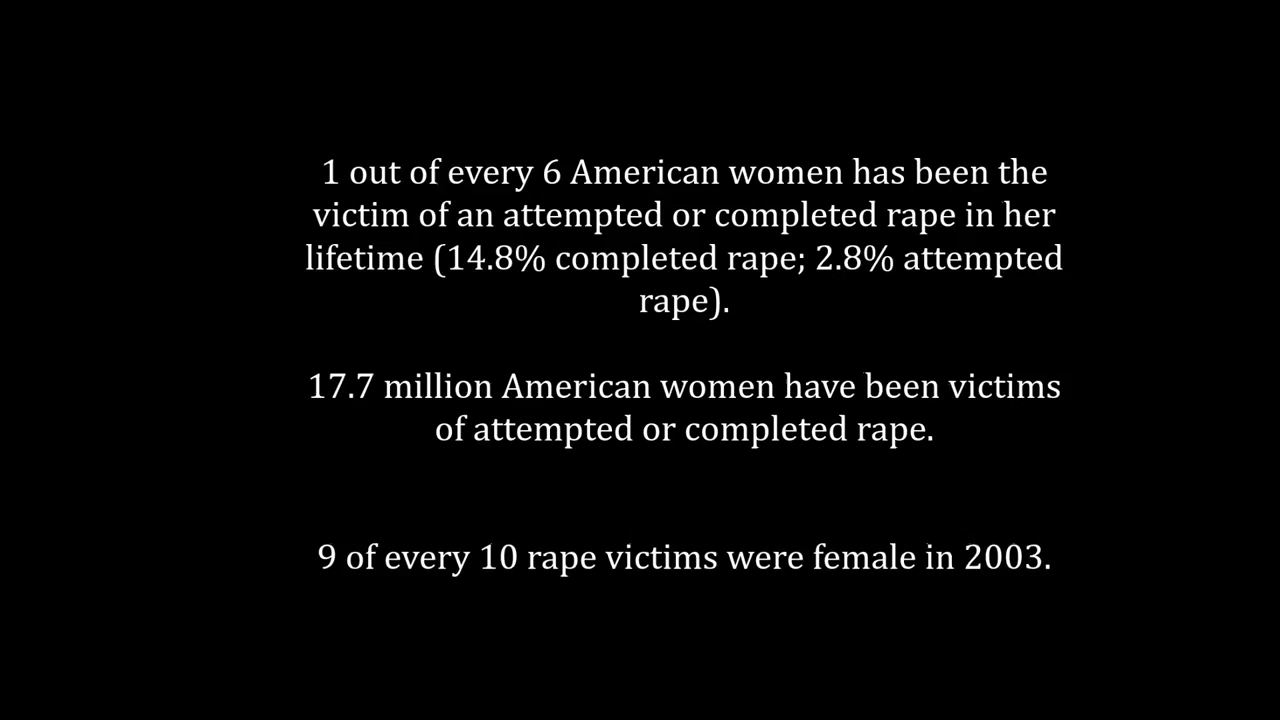 1 out of every 6 American women has been the
victim of an attempted or completed rape in her
lifetime (14.8% completed rape; 2.8% attempted
rape).
17.7 million American women have been victims
of attempted or completed rape.
9 of every 10 rape victims were female in 2003.